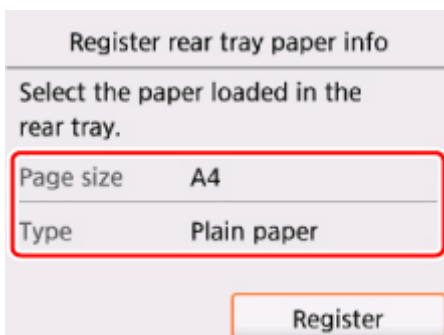 Register rear tray paper info
Select the paper loaded in the
rear tray.
Page size A4
Type Plain paper
Register